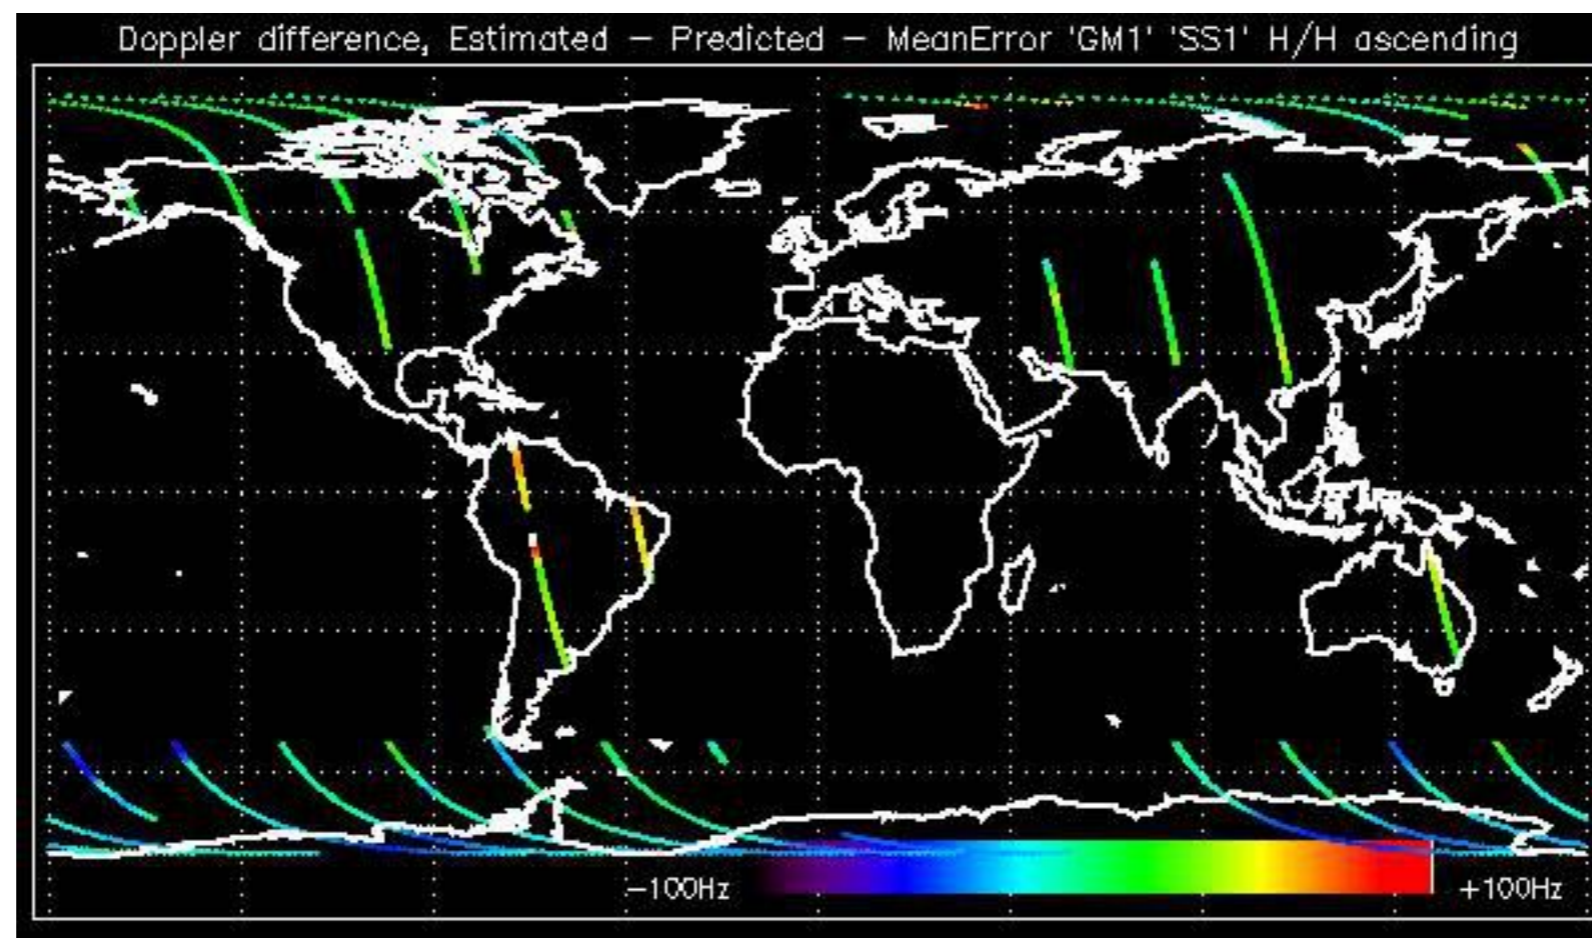 Doppler difference, Estimated – Predicted – MeanError 'GM1' 'SS1' H/H ascending
–100Hz +100Hz